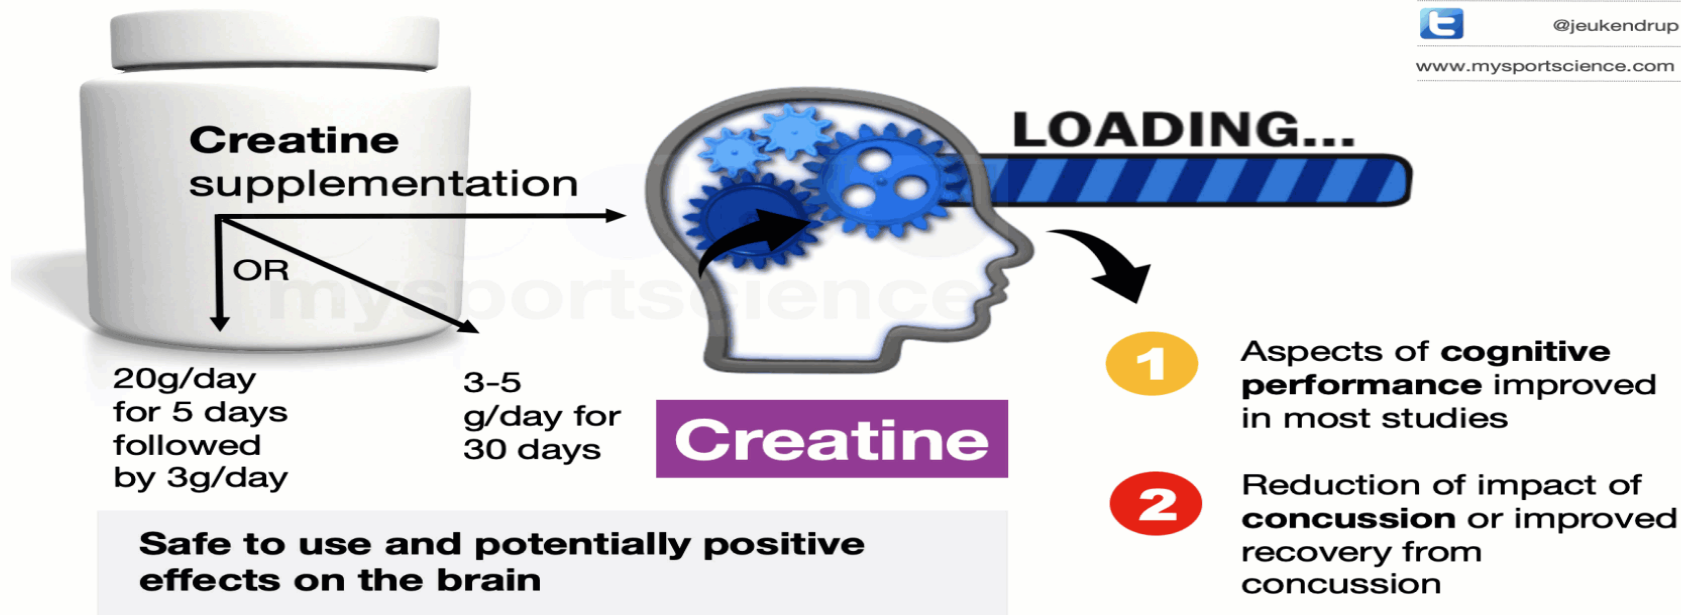 @jeukendrup
www.mysportscience.com
Creatine
supplementation
OR
20g/day
for 5 days
followed
by 3g/day
3-5
g/day for
30 days
mysportscience
LOADING...
Creatine
1
Aspects of cognitive
performance improved
in most studies
2
Reduction of impact of
concussion or improved
recovery from
concussion
Safe to use and potentially positive
effects on the brain